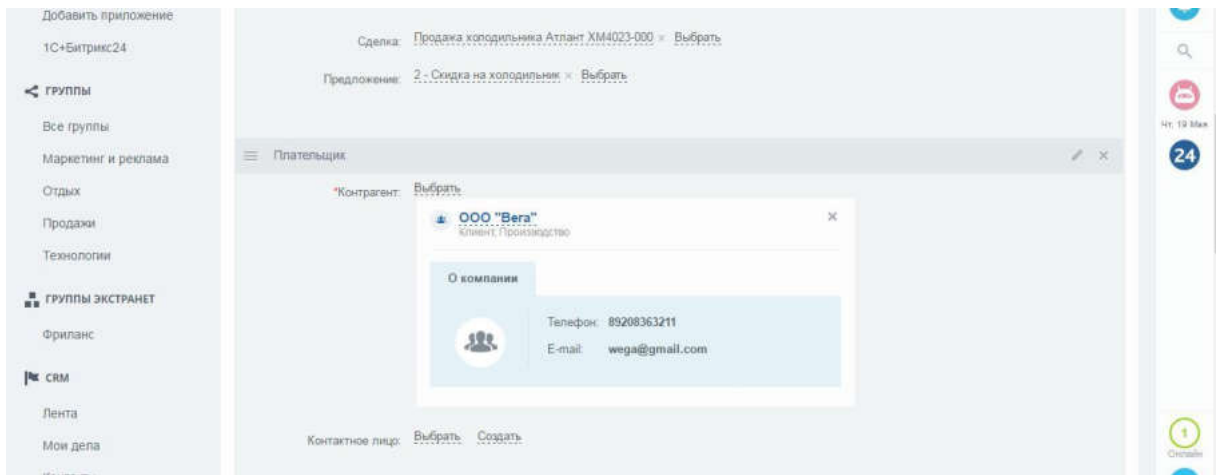 Добавить приложение
1С+Битрикс24
ГРУППЫ
Все группы
Маркетинг и реклама
Отдых
Продажи
Технологии
ГРУППЫ ЭКСТРАНЕТ
Фриланс
CRM
Лента
Мои дела
Сделка: Продажа холодильника Атлант ХМ4023-000 × Выбрать
Предложение: 2 - Скидка на холодильник × Выбрать
Плательщик
*Контрагент: Выбрать
ООО "Вега"
Клиент, Производство
О компании
Телефон: 89208363211
E-mail: wega@gmail.com
Контактное лицо: Выбрать Создать
Чт, 19 Мая
24
1
Онлайн